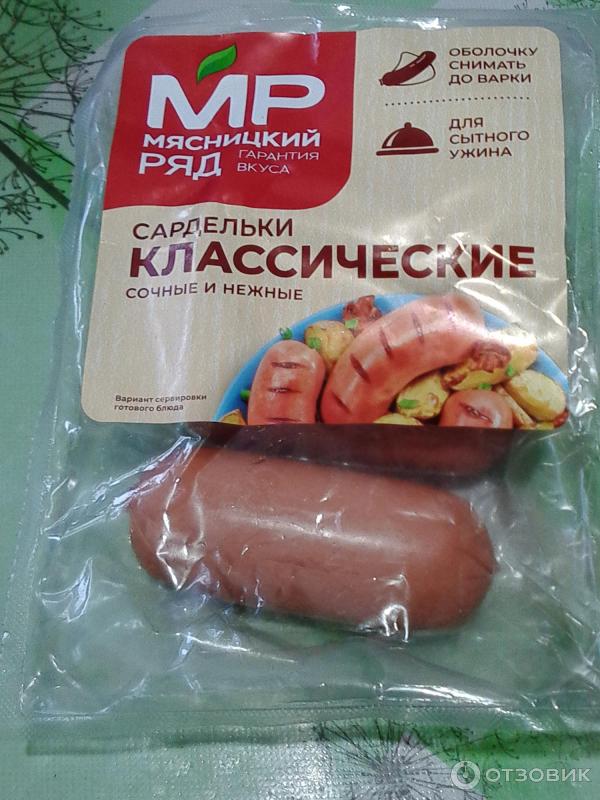 МР
МЯСНИЦКИЙ
РЯД
ГАРАНТИЯ
ВКУСА
ОБОЛОЧКУ
СНИМАТЬ
ДО ВАРКИ
ДЛЯ
СЫТНОГО
УЖИНА
САРДЕЛЬКИ
КЛАССИЧЕСКИЕ
СОЧНЫЕ И НЕЖНЫЕ
Вариант сервировки
готового блюда
ОТЗОВИК